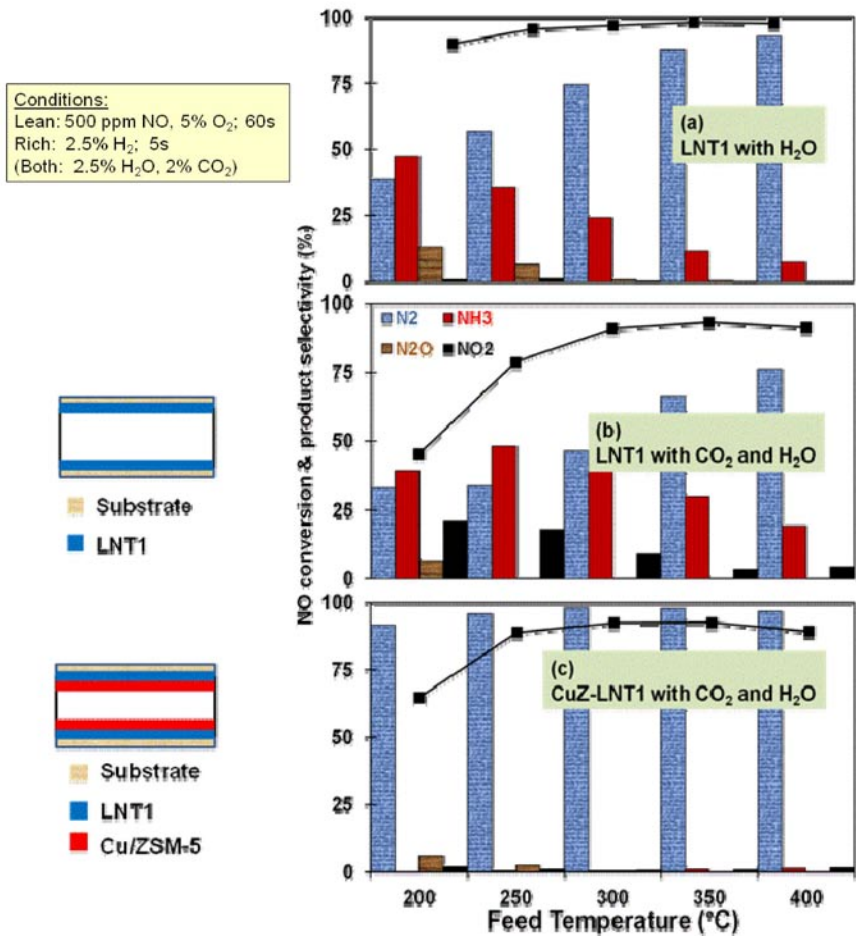 Conditions:
Lean: 500 ppm NO, 5% O₂; 60s
Rich: 2.5% H₂; 5s
(Both: 2.5% H₂O, 2% CO₂)
Substrate
LNT1
Substrate
LNT1
Cu/ZSM-5
NO conversion & product selectivity (%)
100
75
50
25
0
(a)
LNT1 with H₂O
100
75
50
25
0
N2 NH3
N2O NO2
(b)
LNT1 with CO₂ and H₂O
100
75
50
25
0
(c)
CuZ-LNT1 with CO₂ and H₂O
200 250 300 350 400
Feed Temperature (°C)